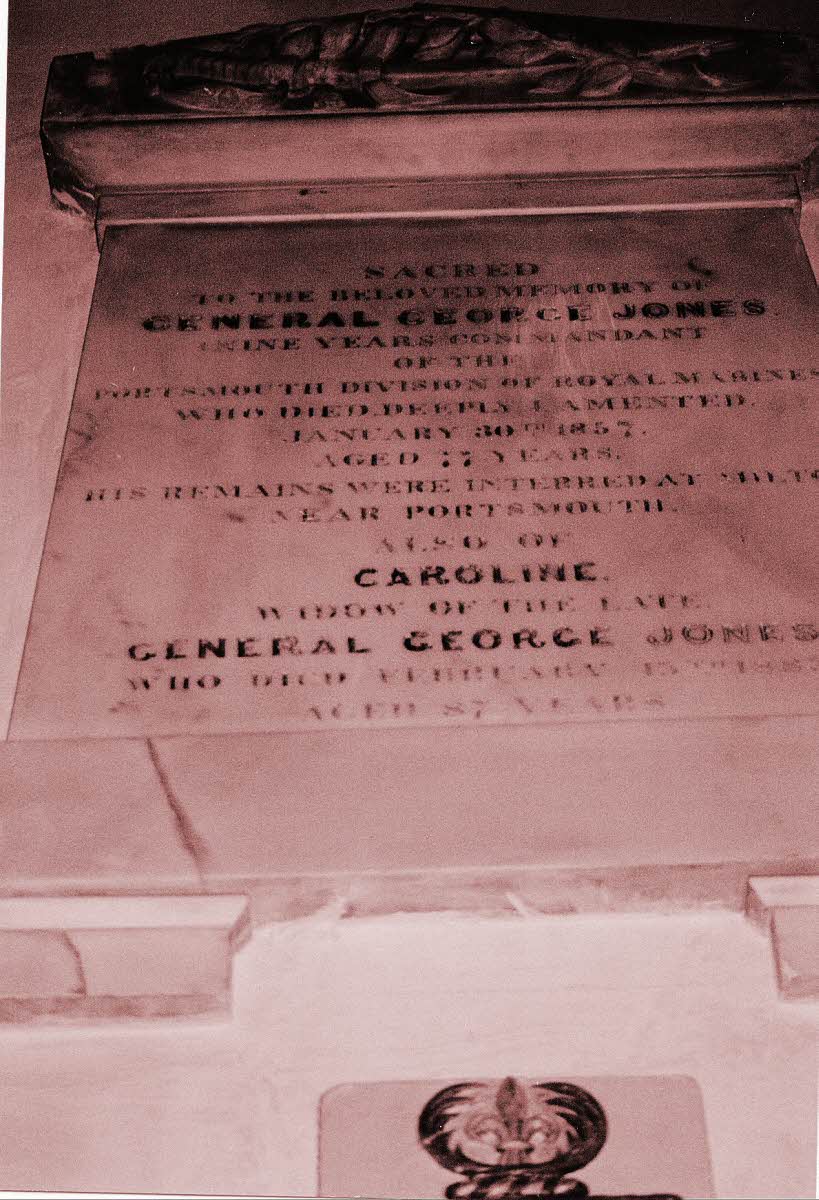 SACRED
TO THE BELOVED MEMORY OF
GENERAL GEORGE JONES.
NINE YEARS COMMANDANT
OF THE
PORTSMOUTH DIVISION OF ROYAL MARINES
WHO DIED, DEEPLY LAMENTED,
JANUARY 30TH 1857.
AGED 77 YEARS.
HIS REMAINS WERE INTERRED AT
NEAR PORTSMOUTH.
ALSO OF
CAROLINE.
WIDOW OF THE LATE
GENERAL GEORGE JONES
WHO DIED FEBRUARY 15TH
AGED 87 YEARS